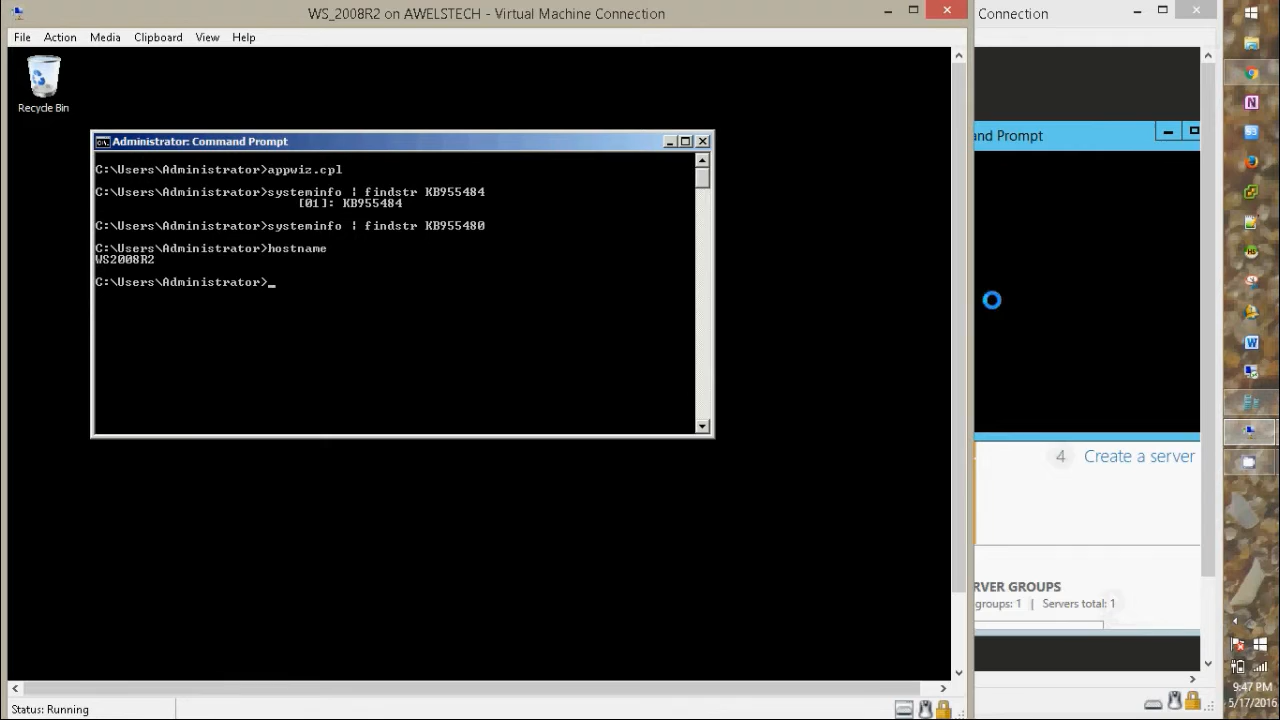 WS_2008R2 on AWELSTECH - Virtual Machine Connection
Connection
File Action Media Clipboard View Help
Recycle Bin
Administrator: Command Prompt
nd Prompt
C:\Users\Administrator>appwiz.cpl
C:\Users\Administrator>systeminfo | findstr KB955484
[01]: KB955484
C:\Users\Administrator>systeminfo | findstr KB955480
C:\Users\Administrator>hostname
WS2008R2
C:\Users\Administrator>_
4 Create a server
RVER GROUPS
groups: 1 | Servers total: 1
Status: Running
9:47 PM
5/17/2016